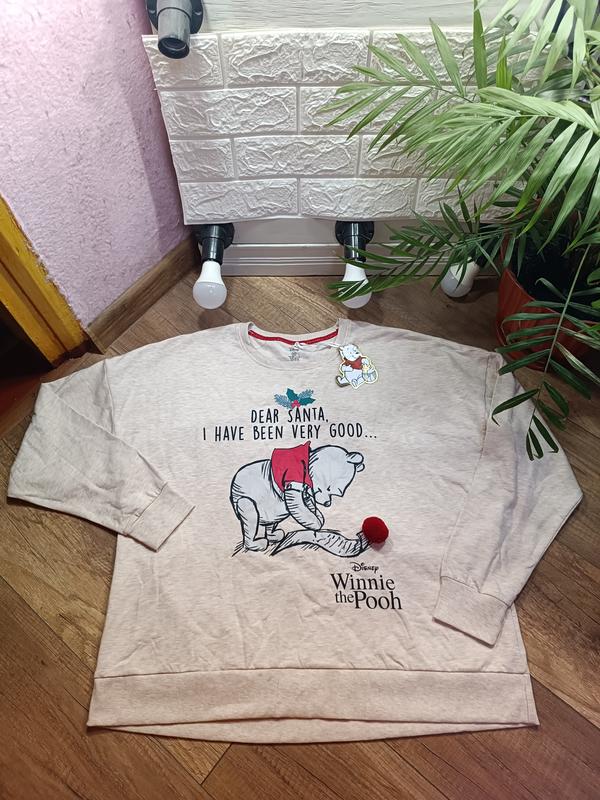 DEAR SANTA,
I HAVE BEEN VERY GOOD...
Disney
Winnie
the Pooh